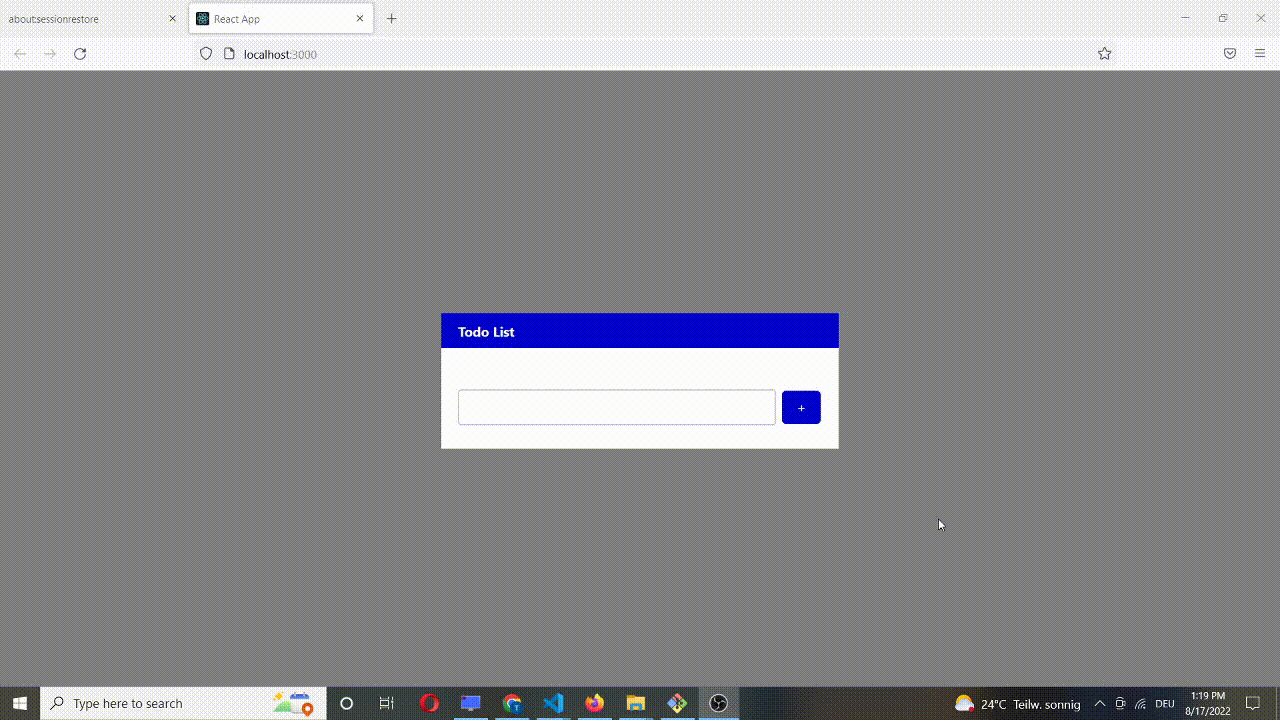 about:sessionrestore
React App
localhost:3000
Todo List
+
Type here to search
24°C Teilw. sonnig
DEU
1:19 PM
8/17/2022